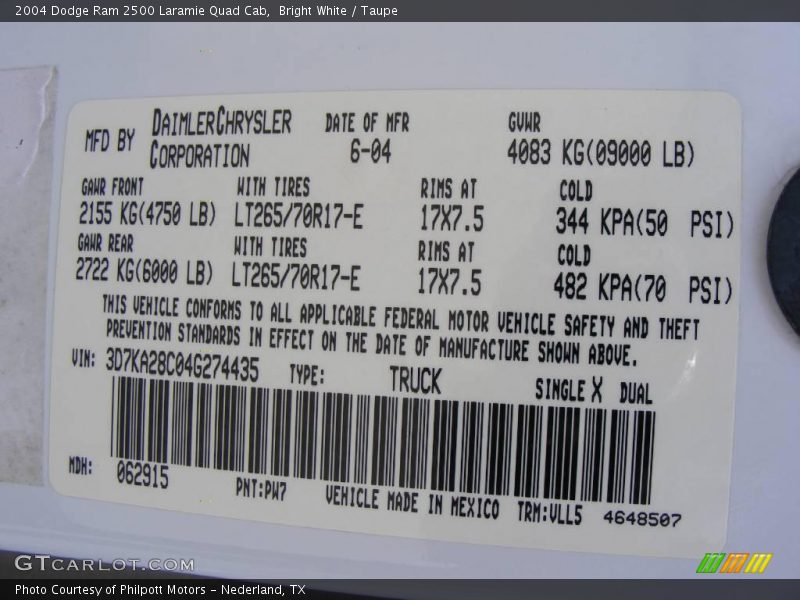 2004 Dodge Ram 2500 Laramie Quad Cab,  Bright White / Taupe
MFD BY DAIMLERCHRYSLER CORPORATION
DATE OF MFR 6-04
GVWR 4083 KG(09000 LB)
GAWR FRONT WITH TIRES RIMS AT COLD
2155 KG(4750 LB) LT265/70R17-E 17X7.5 344 KPA(50 PSI)
GAWR REAR WITH TIRES RIMS AT COLD
2722 KG(6000 LB) LT265/70R17-E 17X7.5 482 KPA(70 PSI)
THIS VEHICLE CONFORMS TO ALL APPLICABLE FEDERAL MOTOR VEHICLE SAFETY AND THEFT
PREVENTION STANDARDS IN EFFECT ON THE DATE OF MANUFACTURE SHOWN ABOVE.
VIN: 3D7KA28C04G274435 TYPE: TRUCK SINGLE X DUAL
MDH: 062915 PNT:PW7 VEHICLE MADE IN MEXICO TRM:VLL5 4648507
GTCARLOT.COM
Photo Courtesy of Philpott Motors - Nederland, TX